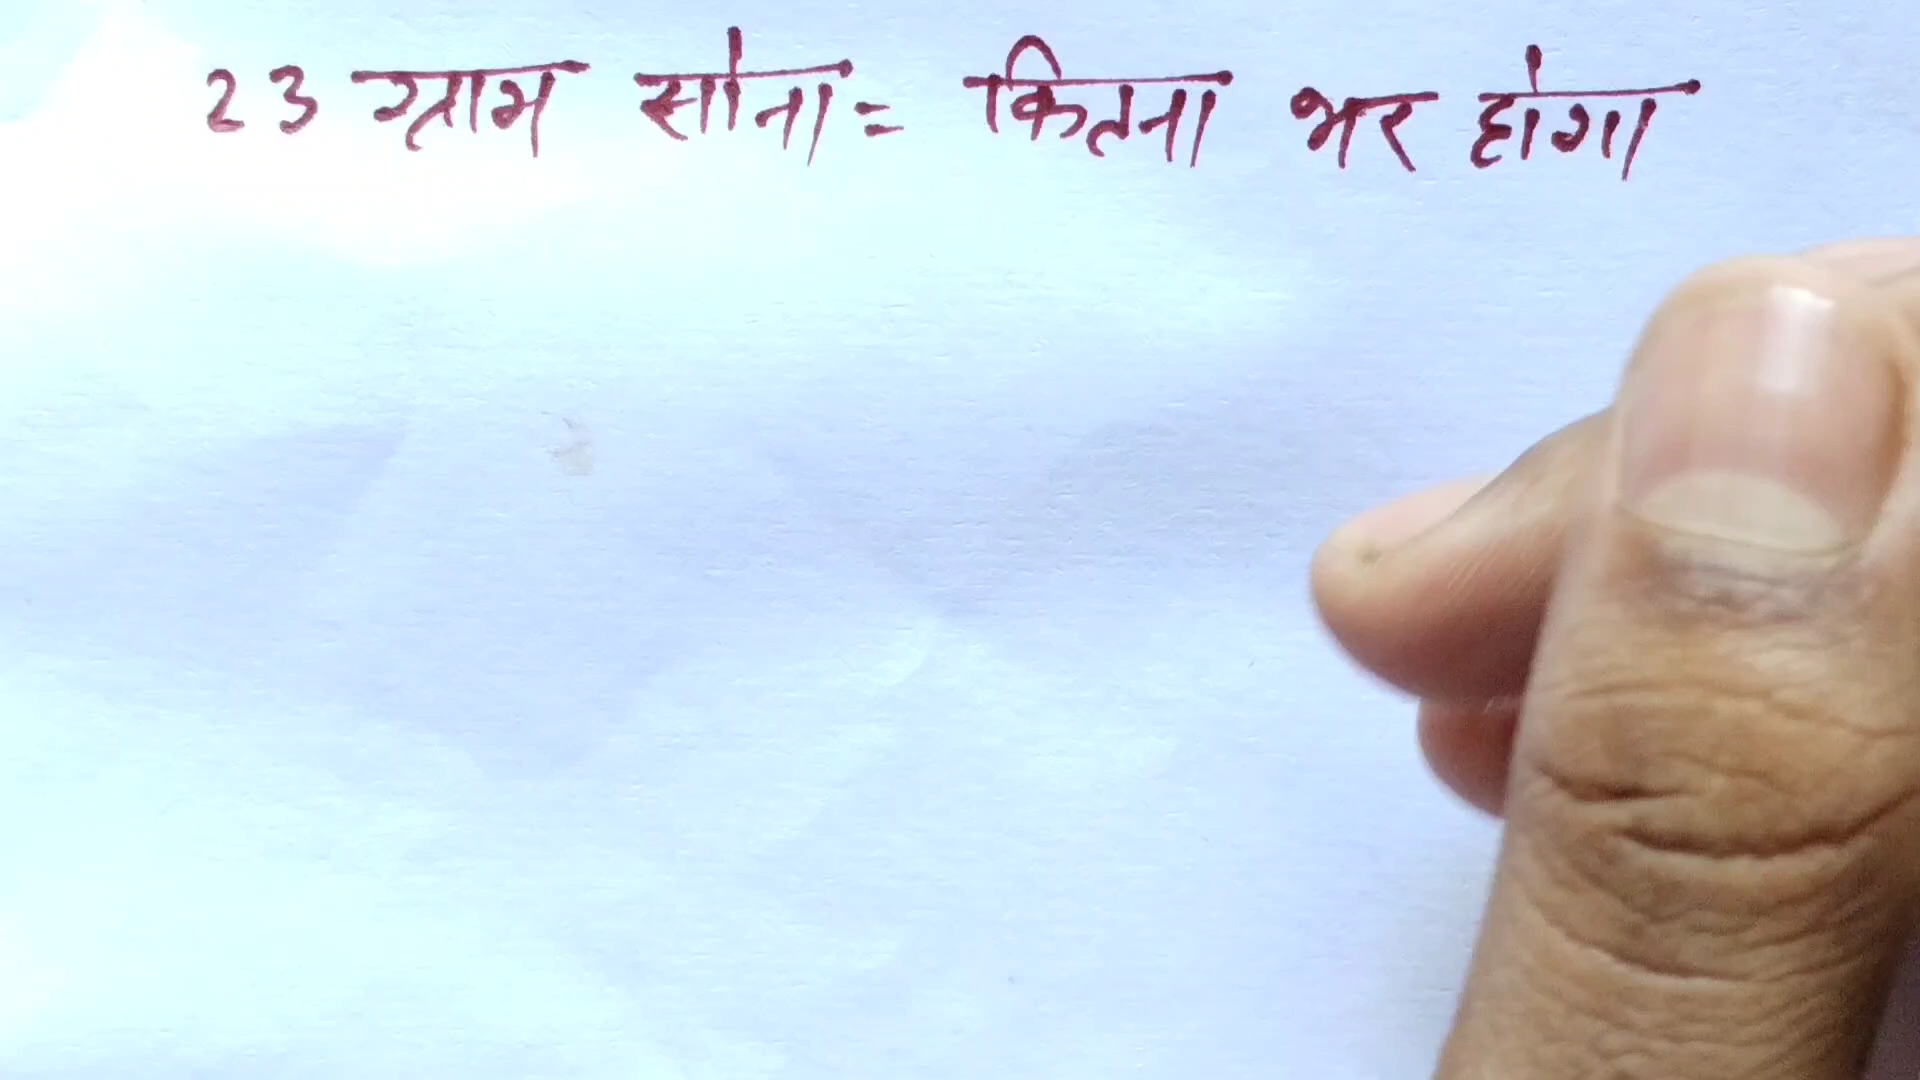 23 ग्राम सोना = कितना भर होगा